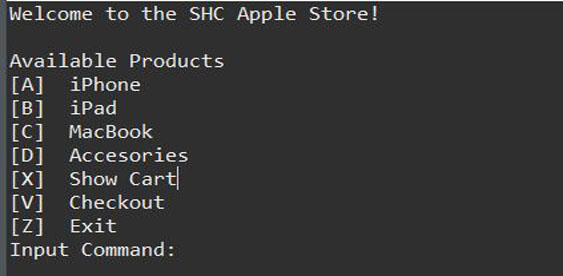 Welcome to the SHC Apple Store!
Available Products
[A] iPhone
[B] iPad
[C] MacBook
[D] Accesories
[X] Show Cart
[V] Checkout
[Z] Exit
Input Command: